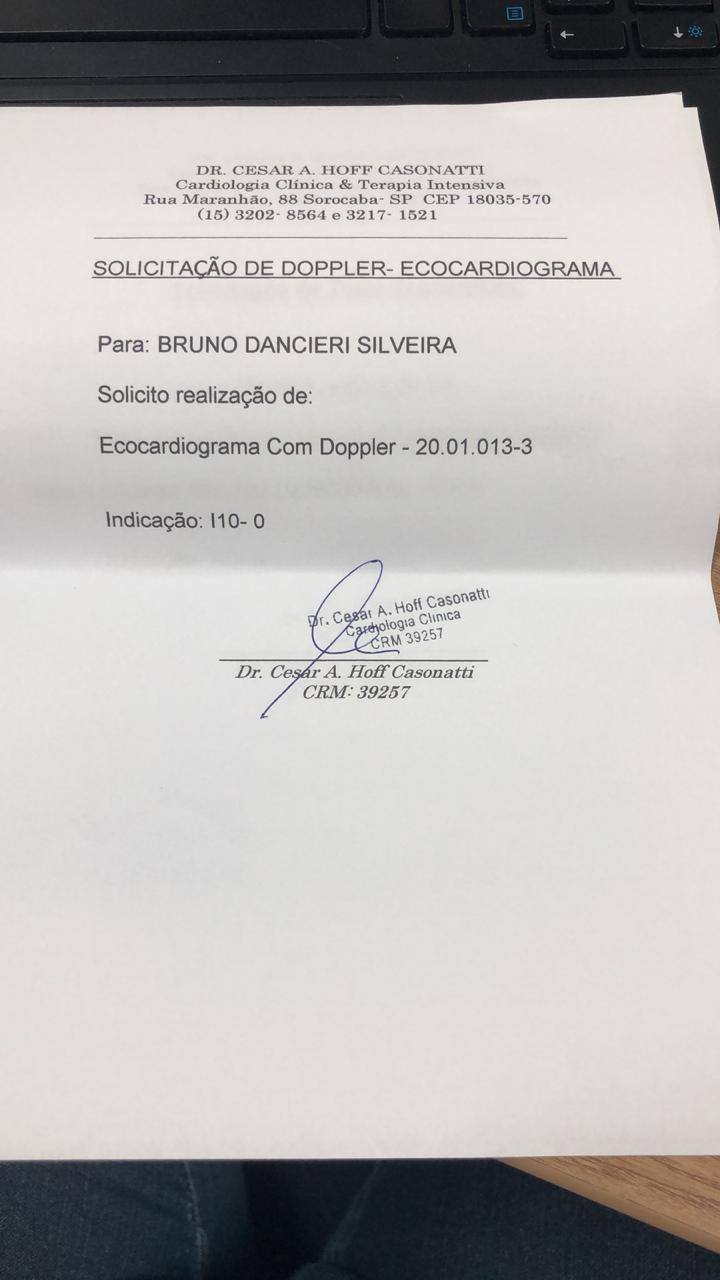 DR. CESAR A. HOFF CASONATTI
Cardiologia Clínica & Terapia Intensiva
Rua Maranhão, 88 Sorocaba- SP CEP 18035-570
(15) 3202- 8564 e 3217- 1521
SOLICITAÇÃO DE DOPPLER- ECOCARDIOGRAMA
Para: BRUNO DANCIERI SILVEIRA
Solicito realização de:
Ecocardiograma Com Doppler - 20.01.013-3
Indicação: I10- 0
Dr. Cesar A. Hoff Casonatti
Cardiologia Clinica
CRM 39257
Dr. Cesar A. Hoff Casonatti
CRM: 39257